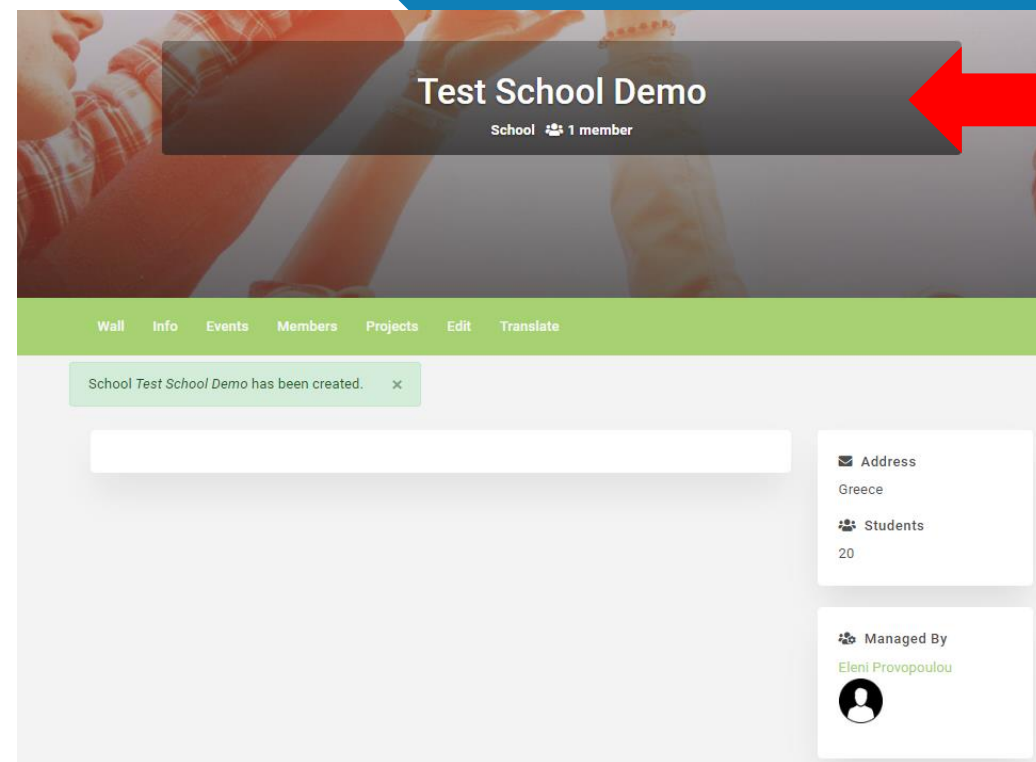 Test School Demo
School 1 member
Wall Info Events Members Projects Edit Translate
School Test School Demo has been created. ×
Address
Greece
Students
20
Managed By
Eleni Provopoulou